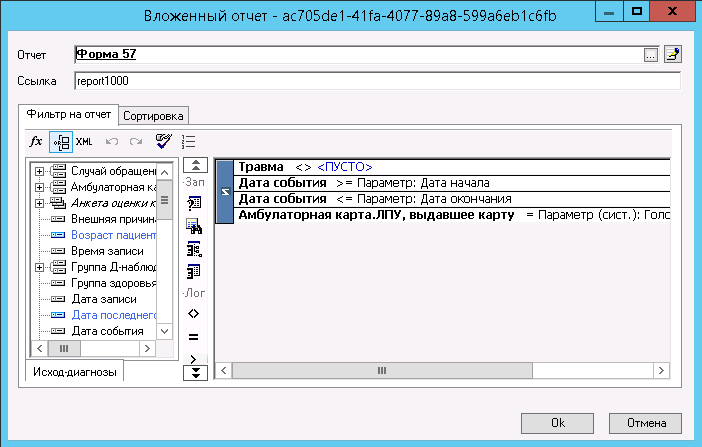 Вложенный отчет - ac705de1-41fa-4077-89a8-599a6eb1c6fb
Отчет
Форма 57
...
Ссылка
report1000
Фильтр на отчет
Сортировка
fx
XML
Случай обращен
Амбулаторная ка
Анкета оценки к
Внешняя причина
Возраст пациент
Время записи
Группа Д-наблюд
Группа здоровья
Дата записи
Дата последнего
Дата события
Исход-диагнозы
·Зап
·Лог
<>
=
>
И
Травма <> <ПУСТО>
Дата события >= Параметр: Дата начала
Дата события <= Параметр: Дата окончания
Амбулаторная карта.ЛПУ, выдавшее карту = Параметр (сист.): Голо
Ok
Отмена